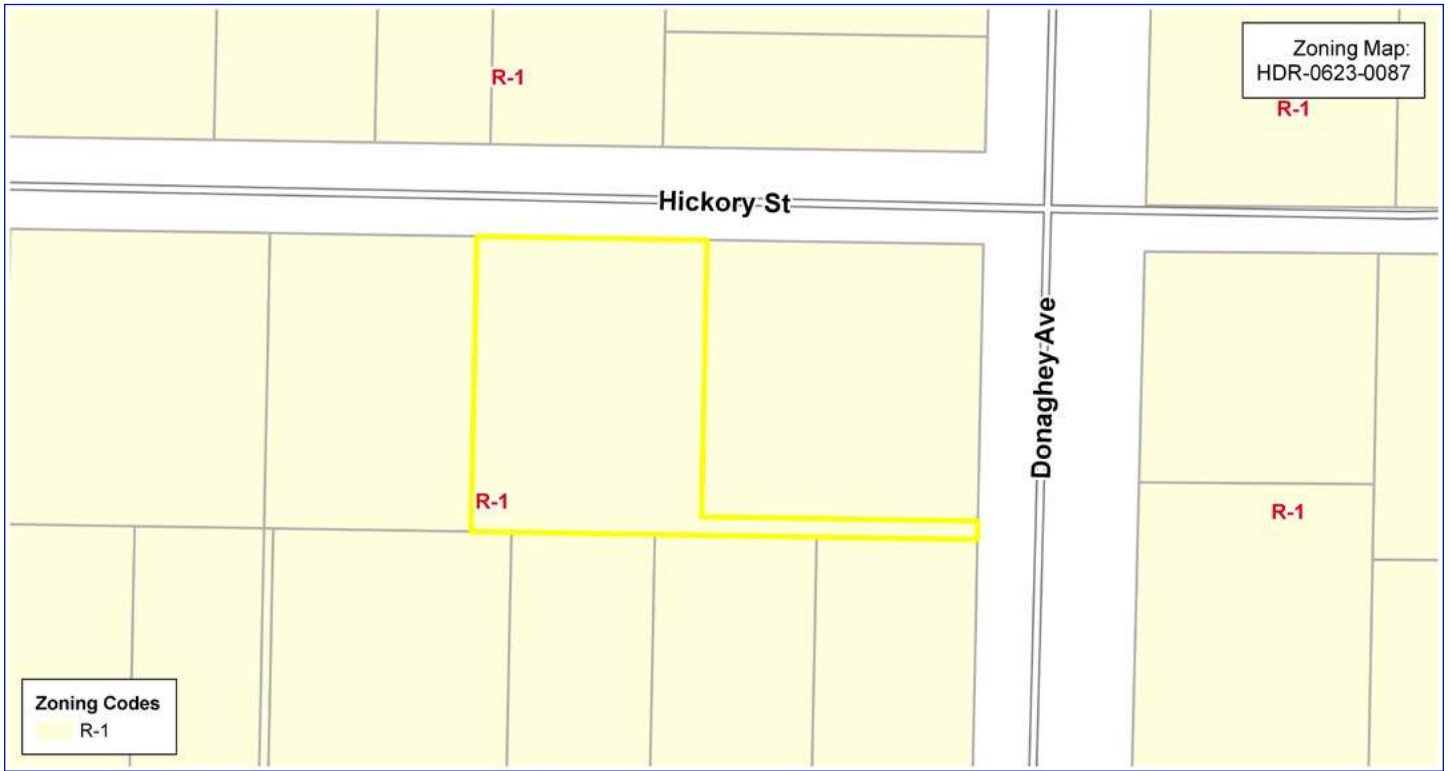 R-1
Zoning Map:
HDR-0623-0087
R-1
Hickory St
Donaghey Ave
R-1
R-1
Zoning Codes
R-1